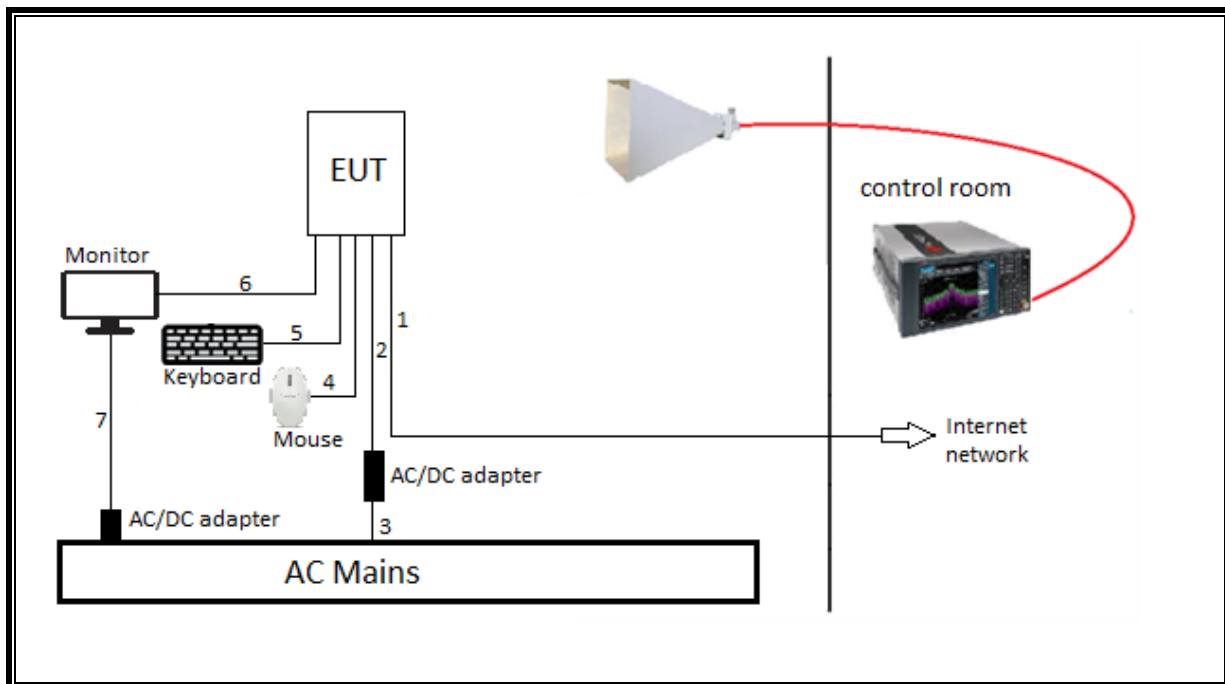 EUT
control room
Monitor
6
1
5
2
Keyboard
4
7
Mouse
Internet
network
AC/DC adapter
AC/DC adapter
3
AC Mains